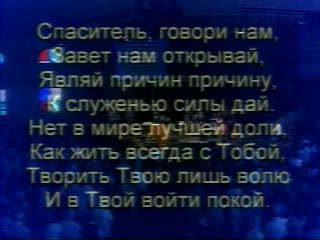 Спаситель, говори нам,
Завет нам открывай,
Являй причин причину,
К служенью силы дай.
Нет в мире лучшей доли,
Как жить всегда с Тобой,
Творить Твою лишь волю
И в Твой войти покой.